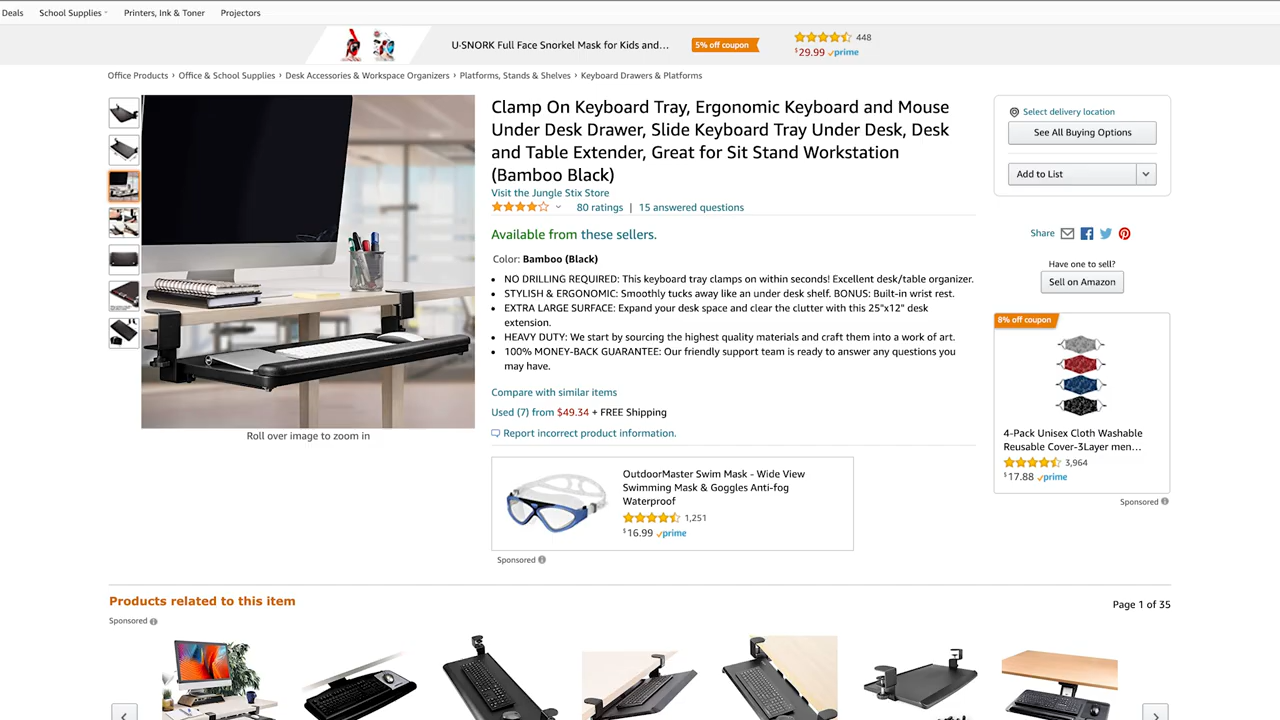 Deals School Supplies Printers, Ink & Toner Projectors
U-SNORK Full Face Snorkel Mask for Kids and... 5% off coupon 448
$29.99 prime
Office Products › Office & School Supplies › Desk Accessories & Workspace Organizers › Platforms, Stands & Shelves › Keyboard Drawers & Platforms
Clamp On Keyboard Tray, Ergonomic Keyboard and Mouse
Under Desk Drawer, Slide Keyboard Tray Under Desk, Desk
and Table Extender, Great for Sit Stand Workstation
(Bamboo Black)
Visit the Jungle Stix Store
80 ratings | 15 answered questions
Available from these sellers.
Color: Bamboo (Black)
• NO DRILLING REQUIRED: This keyboard tray clamps on within seconds! Excellent desk/table organizer.
• STYLISH & ERGONOMIC: Smoothly tucks away like an under desk shelf. BONUS: Built-in wrist rest.
• EXTRA LARGE SURFACE: Expand your desk space and clear the clutter with this 25"x12" desk
extension.
• HEAVY DUTY: We start by sourcing the highest quality materials and craft them into a work of art.
• 100% MONEY-BACK GUARANTEE: Our friendly support team is ready to answer any questions you
may have.
Compare with similar items
Used (7) from $49.34 + FREE Shipping
Report incorrect product information.
Roll over image to zoom in
OutdoorMaster Swim Mask - Wide View
Swimming Mask & Goggles Anti-fog
Waterproof
1,251
$16.99 prime
Sponsored
Select delivery location
See All Buying Options
Add to List
Share
Have one to sell?
Sell on Amazon
8% off coupon
4-Pack Unisex Cloth Washable
Reusable Cover-3Layer men...
3,964
$17.88 prime
Sponsored
Products related to this item
Page 1 of 35
Sponsored